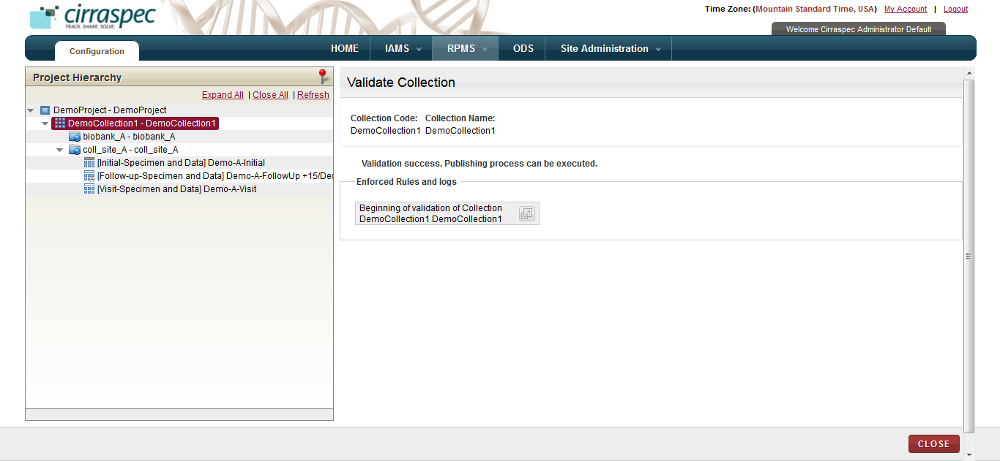 cirraspec
TRACK. SHARE. SOLVE.
Time Zone: (Mountain Standard Time, USA) My Account | Logout
Welcome Cirraspec Administrator Default
Configuration
HOME IAMS RPMS ODS Site Administration
Project Hierarchy
Expand All | Close All | Refresh
DemoProject - DemoProject
DemoCollection1 - DemoCollection1
biobank_A - biobank_A
coll_site_A - coll_site_A
[Initial-Specimen and Data] Demo-A-Initial
[Follow-up-Specimen and Data] Demo-A-FollowUp +15/De
[Visit-Specimen and Data] Demo-A-Visit
Validate Collection
Collection Code: Collection Name:
DemoCollection1 DemoCollection1
Validation success. Publishing process can be executed.
Enforced Rules and logs
Beginning of validation of Collection
DemoCollection1 DemoCollection1
CLOSE